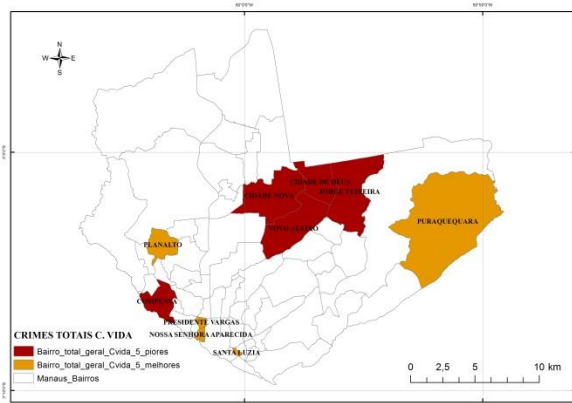 N
W E
S
CIDADE DE DEUS
JORGE TEIXEIRA
CIDADE NOVA
PURAQUEQUARA
NOVO ALEIXO
PLANALTO
COMPENSA
PRESIDENTE VARGAS
NOSSA SENHORA APARECIDA
SANTA LUZIA
CRIMES TOTAIS C. VIDA
Bairro_total_geral_Cvida_5_piores
Bairro_total_geral_Cvida_5_melhores
Manaus_Bairros
0 2,5 5 10 km